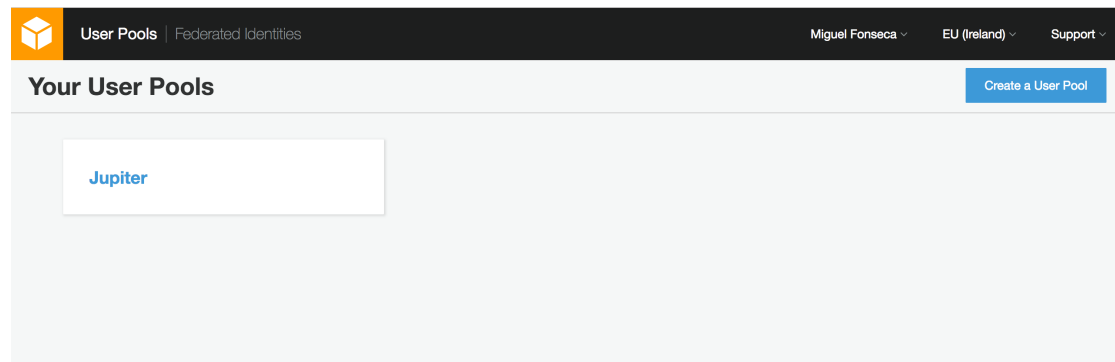 User Pools | Federated Identities Miguel Fonseca EU (Ireland) Support
Your User Pools Create a User Pool
Jupiter